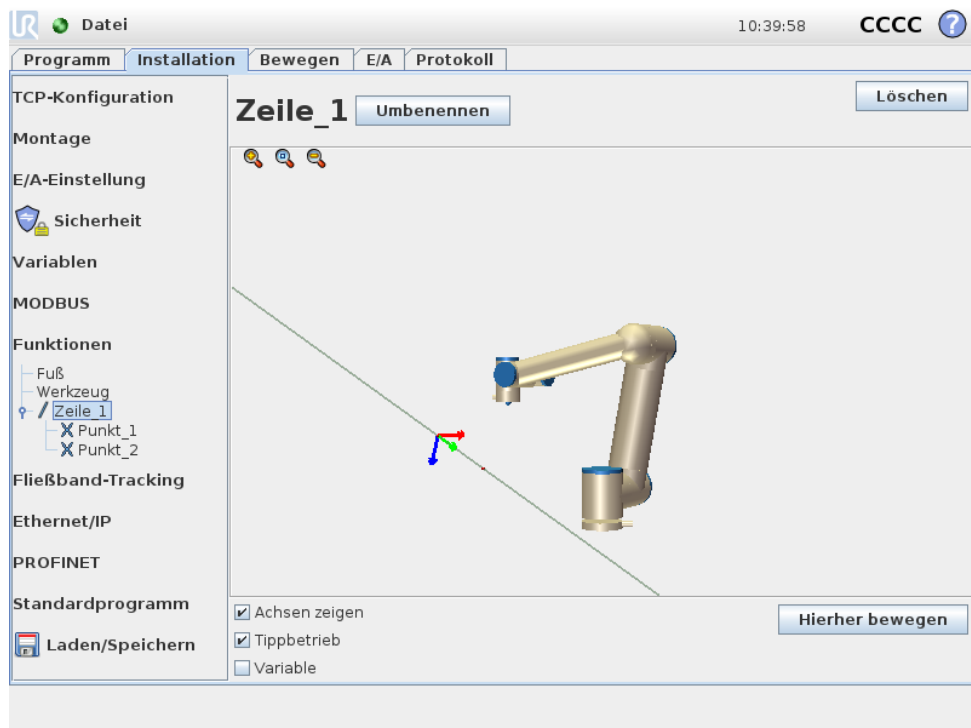 UR Datei 10:39:58 CCCC ?
Programm Installation Bewegen E/A Protokoll
TCP-Konfiguration
Montage
E/A-Einstellung
Sicherheit
Variablen
MODBUS
Funktionen
Fuß
Werkzeug
Zeile_1
Punkt_1
Punkt_2
Fließband-Tracking
Ethernet/IP
PROFINET
Standardprogramm
Laden/Speichern
Zeile_1 Umbenennen Löschen
Achsen zeigen
Tippbetrieb
Variable
Hierher bewegen